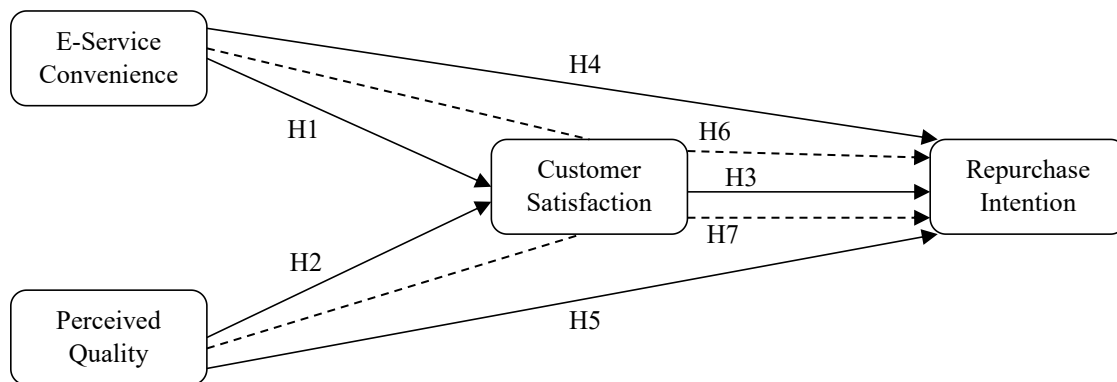 E-Service
Convenience
H4
H1
H6
Customer
Satisfaction
H3
Repurchase
Intention
H7
H2
Perceived
Quality
H5